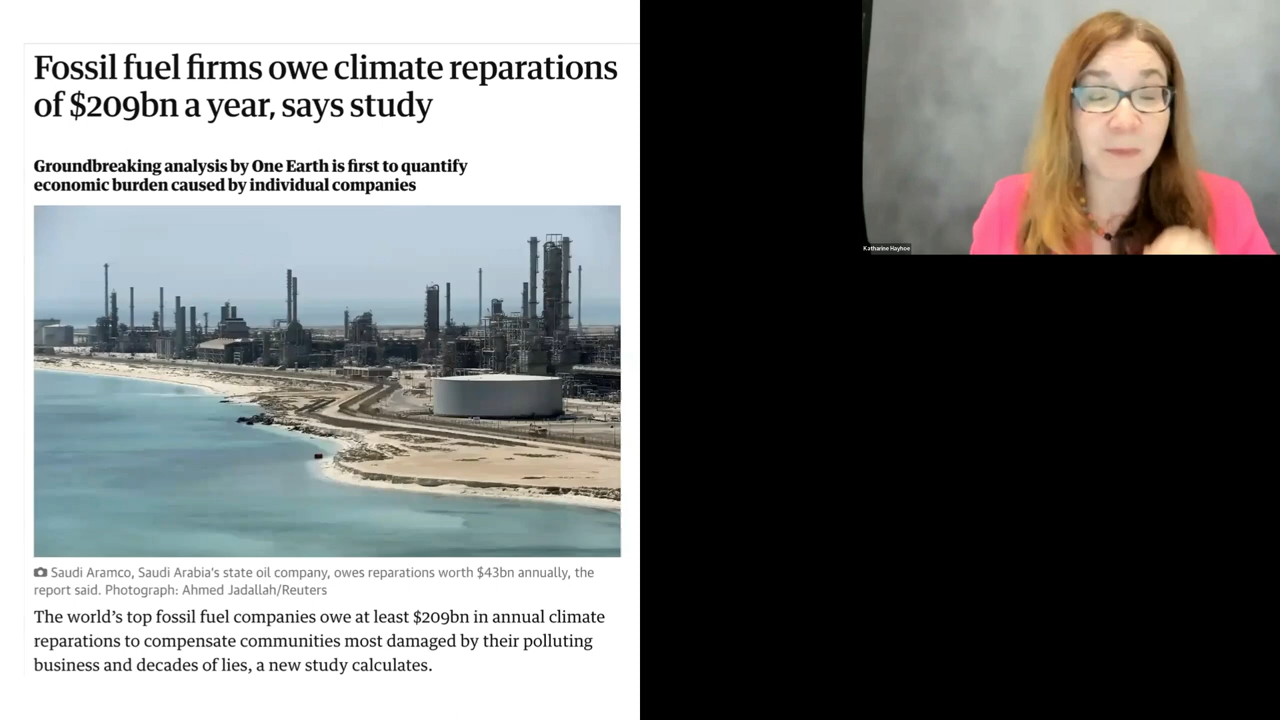 Fossil fuel firms owe climate reparations
of $209bn a year, says study
Groundbreaking analysis by One Earth is first to quantify
economic burden caused by individual companies
Saudi Aramco, Saudi Arabia's state oil company, owes reparations worth $43bn annually, the
report said. Photograph: Ahmed Jadallah/Reuters
The world's top fossil fuel companies owe at least $209bn in annual climate
reparations to compensate communities most damaged by their polluting
business and decades of lies, a new study calculates.
Katharine Hayhoe